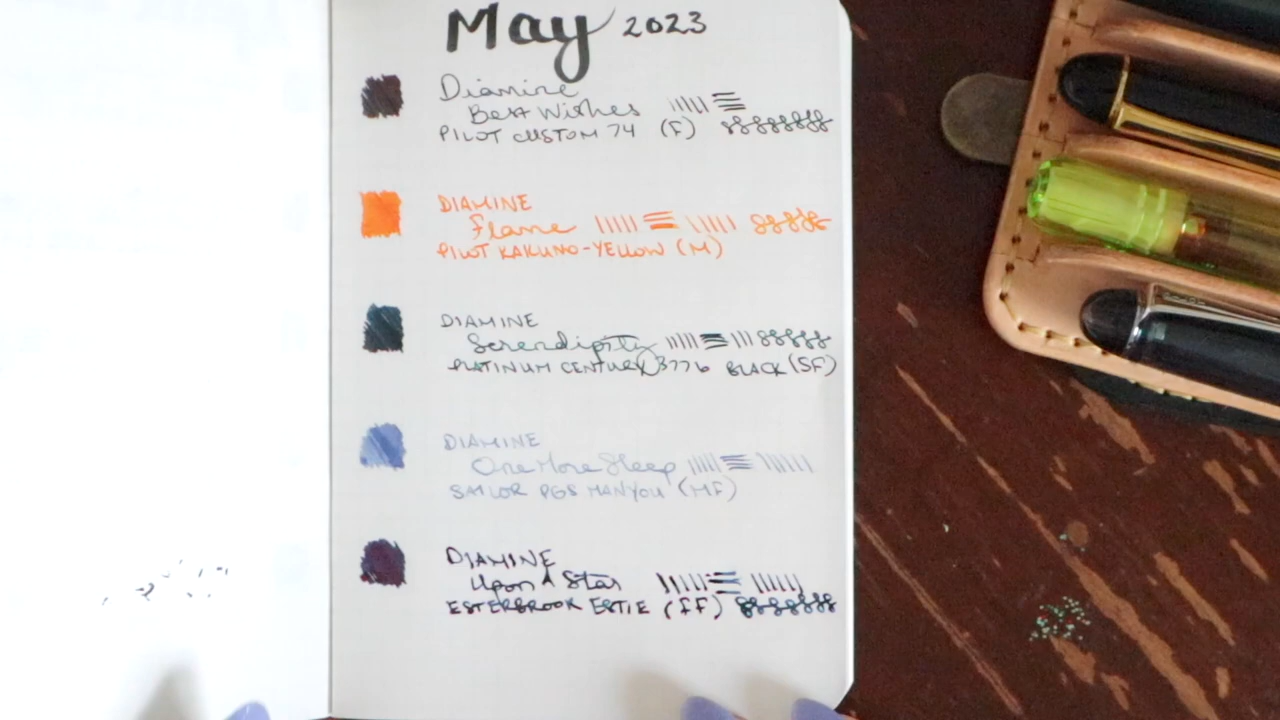 May 2023
Diamine
Best Wishes
PILOT CUSTOM 74 (F)
DIAMINE
Flame
PILOT KAKUNO-YELLOW (M)
DIAMINE
Serendipity
PLATINUM CENTURY 3776 BLACK (SF)
DIAMINE
One More Sleep
SAILOR PGS MANYOU (MF)
DIAMINE
Upon A Star
ESTERBROOK ESTIE (EF)